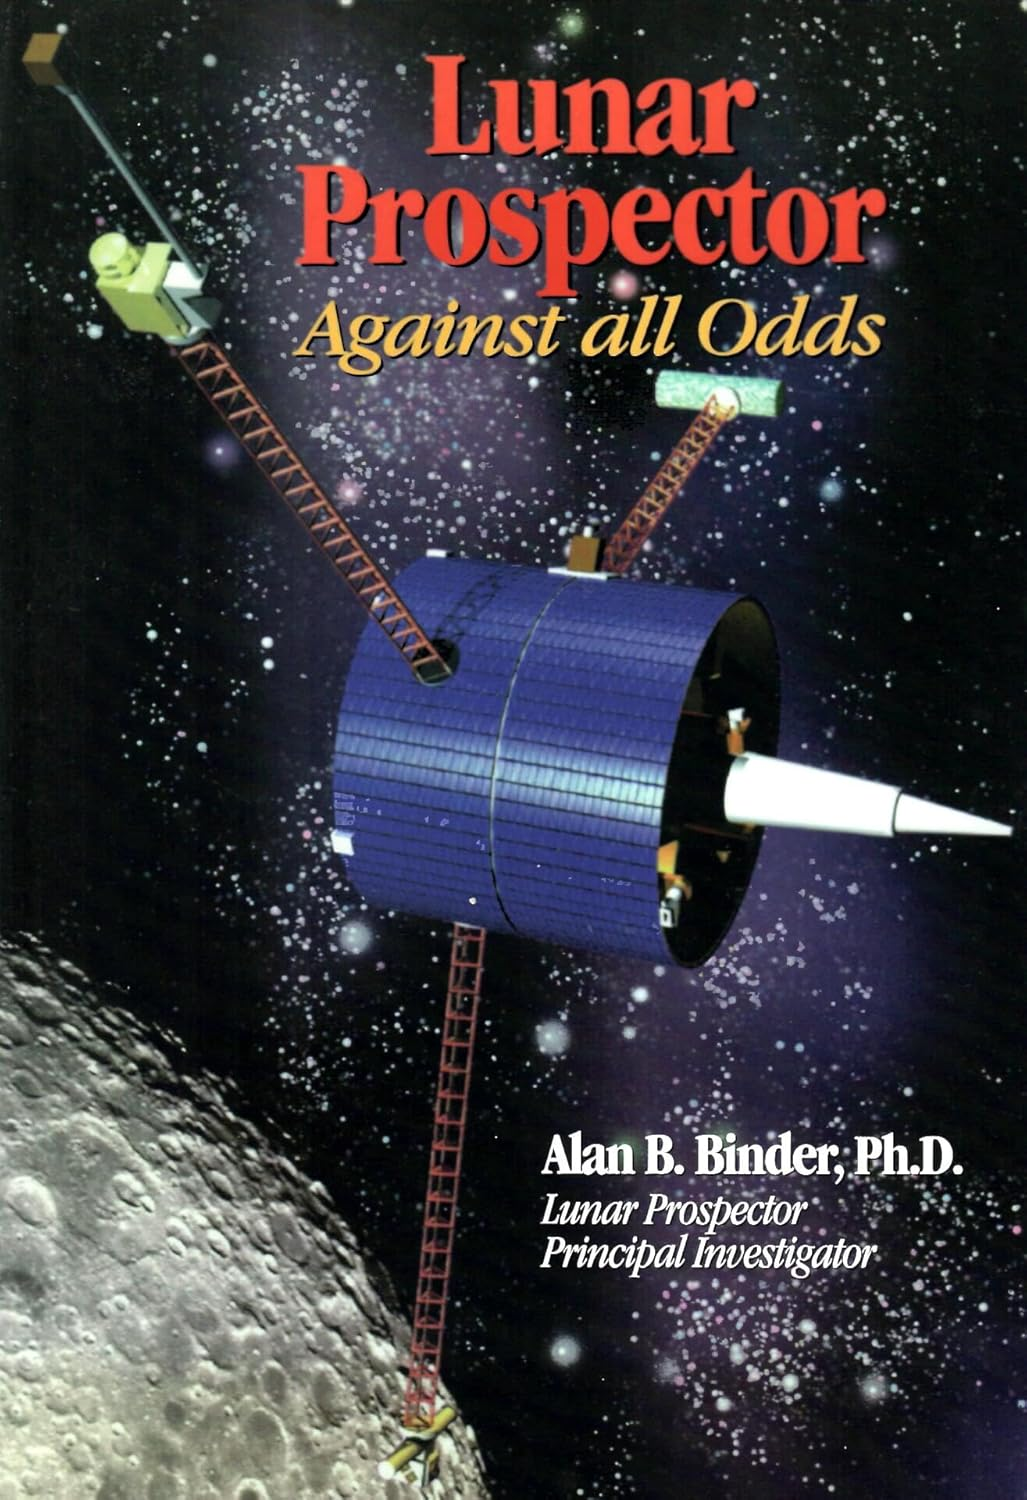 Lunar
Prospector
Against all Odds
Alan B. Binder, Ph.D.
Lunar Prospector
Principal Investigator